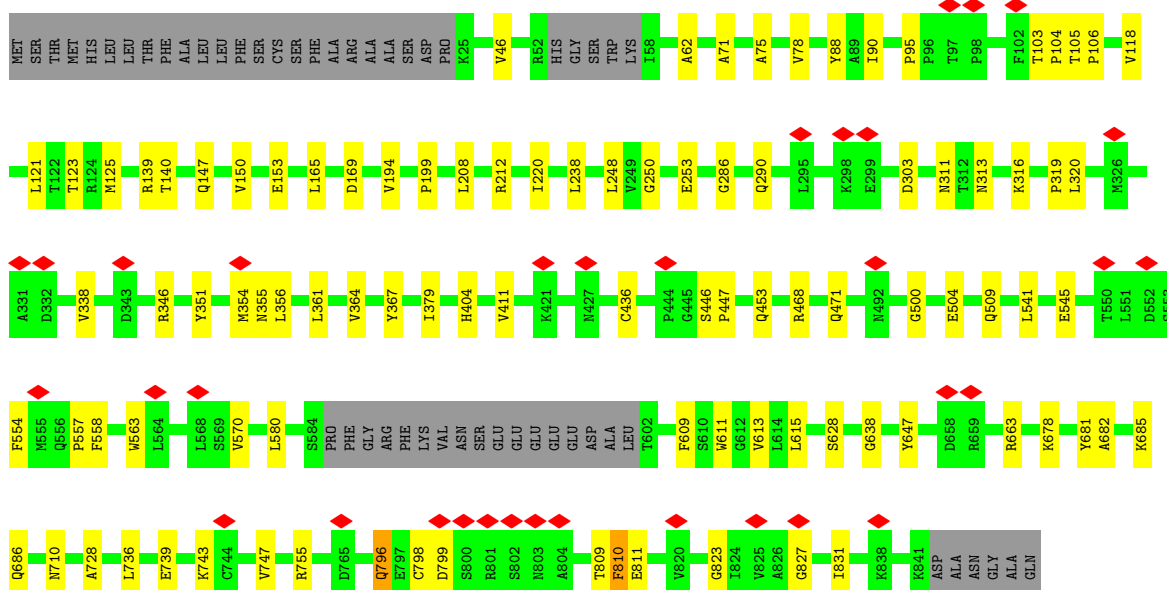 MET SER THR MET HIS LEU LEU THR PHE ALA LEU LEU PHE SER CYS SER PHE ALA ARG ALA ALA SER ASP PRO K25 V46 R52 HIS GLY SER TRP LYS I58 A62 A71 A75 V78 Y88 A89 I90 P95 P96 T97 P98 F102 T103 P104 T105 P106 V118
L121 T122 T123 R124 M125 R139 T140 Q147 V150 E153 L165 D169 V194 P199 L208 R212 I220 L238 L248 V249 G250 E253 G286 Q290 L295 K298 E299 D303 N311 T312 N313 K316 P319 L320 M326
A331 D332 V338 D343 R346 Y351 M354 N355 L356 L361 V364 Y367 I379 H404 V411 K421 N427 C436 P444 G445 S446 P447 Q453 R468 Q471 N492 G500 E504 Q509 L541 E545 T550 L551 D552 S553
F554 M555 Q556 P557 F558 W563 L564 L568 S569 V570 L580 S584 PRO PHE GLY ARG PHE LYS VAL ASN SER GLU GLU GLU GLU GLU ASP ALA LEU T602 F609 S610 W611 G612 V613 L614 L615 S628 G638 Y647 D658 R659 R663 K678 Y681 A682 K685
Q686 N710 A728 L736 E739 K743 C744 V747 R755 D765 Q796 E797 C798 D799 S800 R801 S802 N803 A804 T809 F810 E811 V820 G823 I824 V825 A826 G827 I831 K838 K841 ASP ALA ASN GLY ALA GLN